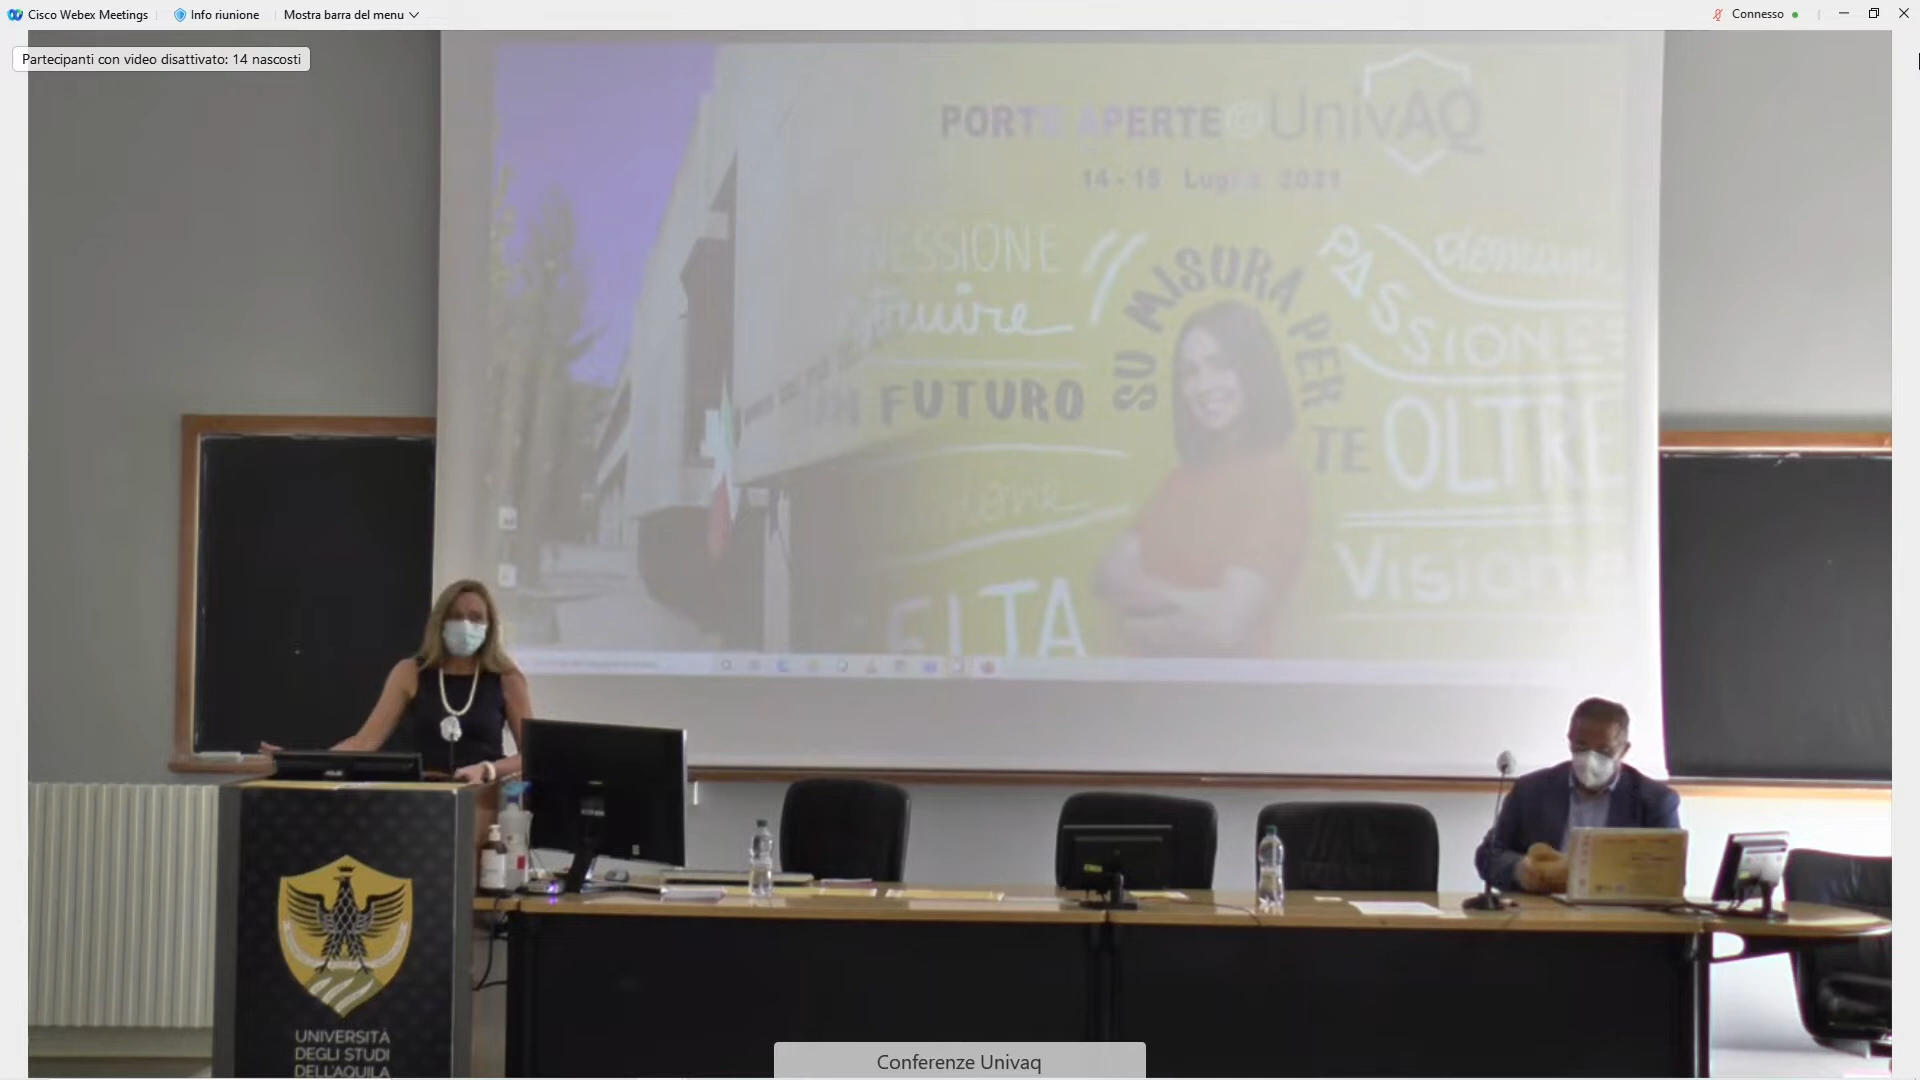 Cisco Webex Meetings
Info riunione
Mostra barra del menu
Connesso
Partecipanti con video disattivato: 14 nascosti
PORTE APERTE@UnivAQ
14 - 15 Luglio 2021
SU MISURA PER TE
PASSIONE
OLTRE
FUTURO
UNIVERSITÀ
DEGLI STUDI
DELL'AQUILA
Conferenze Univaq